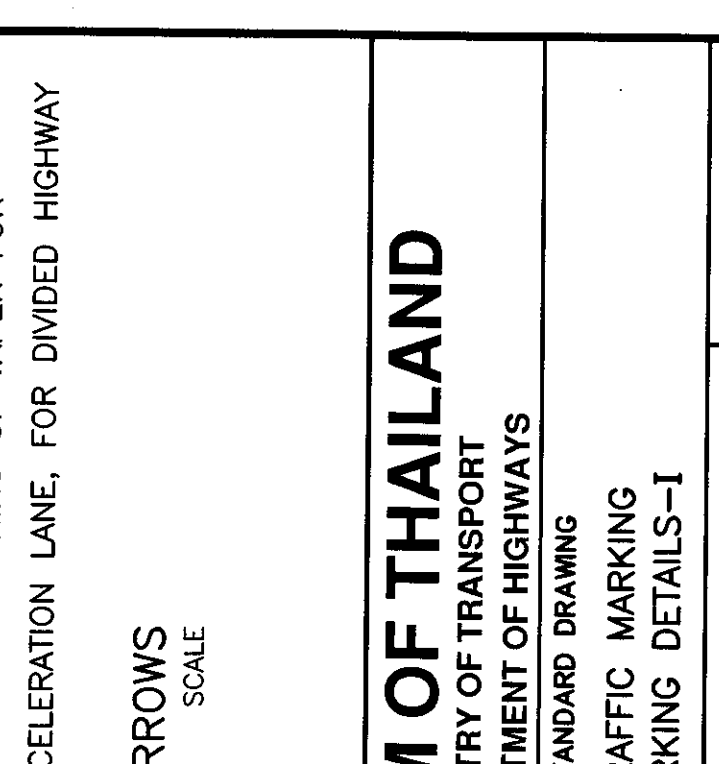 CELERATION LANE, FOR DIVIDED HIGHWAY
RROWS
SCALE
M OF THAILAND
TRY OF TRANSPORT
TMENT OF HIGHWAYS
TANDARD DRAWING
AFFIC MARKING
RKING DETAILS-I